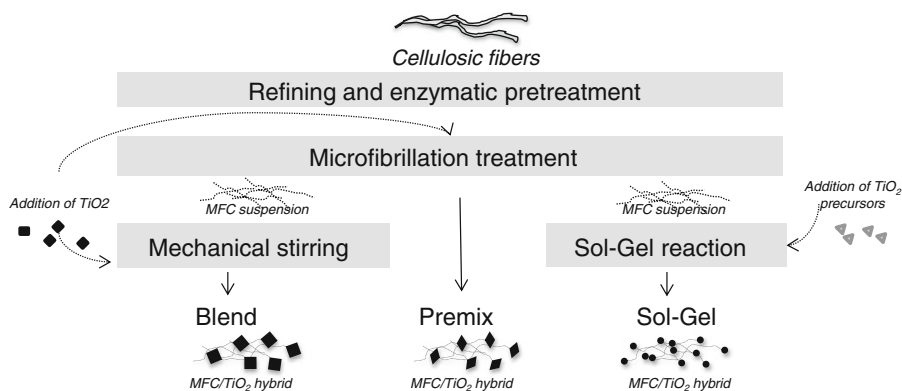 Cellulosic fibers
Refining and enzymatic pretreatment
Microfibrillation treatment
Addition of TiO2
MFC suspension
MFC suspension
Addition of TiO₂
precursors
Mechanical stirring
Sol-Gel reaction
Blend
Premix
Sol-Gel
MFC/TiO₂ hybrid
MFC/TiO₂ hybrid
MFC/TiO₂ hybrid